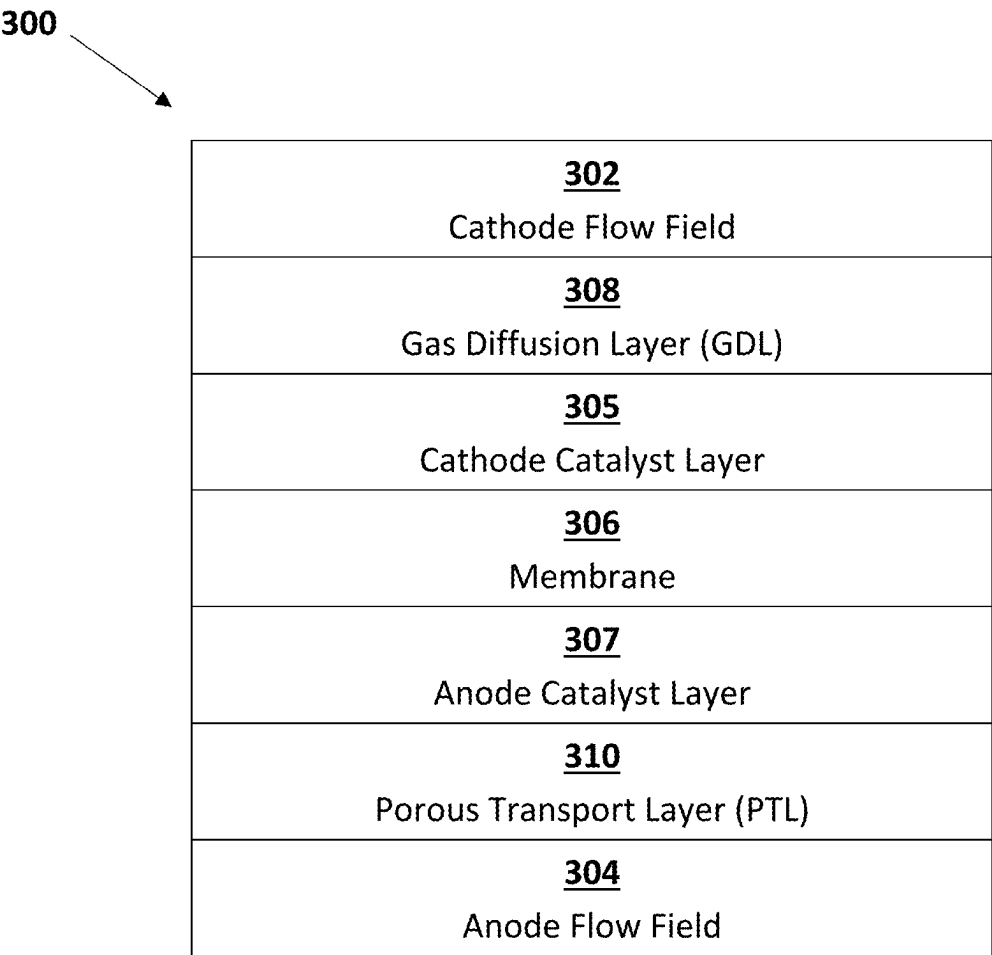 300
302
Cathode Flow Field
308
Gas Diffusion Layer (GDL)
305
Cathode Catalyst Layer
306
Membrane
307
Anode Catalyst Layer
310
Porous Transport Layer (PTL)
304
Anode Flow Field